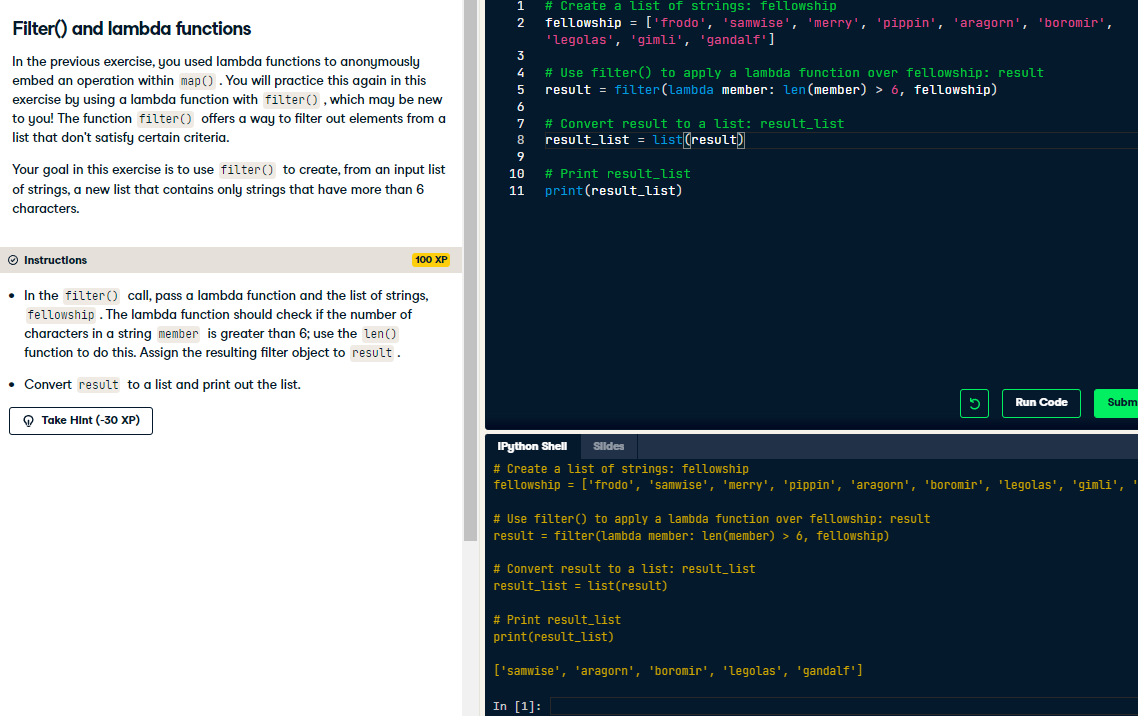 Filter() and lambda functions
In the previous exercise, you used lambda functions to anonymously
embed an operation within map() . You will practice this again in this
exercise by using a lambda function with filter() , which may be new
to you! The function filter() offers a way to filter out elements from a
list that don't satisfy certain criteria.
Your goal in this exercise is to use filter() to create, from an input list
of strings, a new list that contains only strings that have more than 6
characters.
Instructions
100 XP
• In the filter() call, pass a lambda function and the list of strings,
fellowship . The lambda function should check if the number of
characters in a string member is greater than 6; use the len()
function to do this. Assign the resulting filter object to result .
• Convert result to a list and print out the list.
Take Hint (-30 XP)
1 # Create a list of strings: fellowship
2 fellowship = ['frodo', 'samwise', 'merry', 'pippin', 'aragorn', 'boromir',
'legolas', 'gimli', 'gandalf']
3
4 # Use filter() to apply a lambda function over fellowship: result
5 result = filter(lambda member: len(member) > 6, fellowship)
6
7 # Convert result to a list: result_list
8 result_list = list(result)
9
10 # Print result_list
11 print(result_list)
Run Code
Subm
IPython Shell
Slides
# Create a list of strings: fellowship
fellowship = ['frodo', 'samwise', 'merry', 'pippin', 'aragorn', 'boromir', 'legolas', 'gimli', '
# Use filter() to apply a lambda function over fellowship: result
result = filter(lambda member: len(member) > 6, fellowship)
# Convert result to a list: result_list
result_list = list(result)
# Print result_list
print(result_list)
['samwise', 'aragorn', 'boromir', 'legolas', 'gandalf']
In [1]: